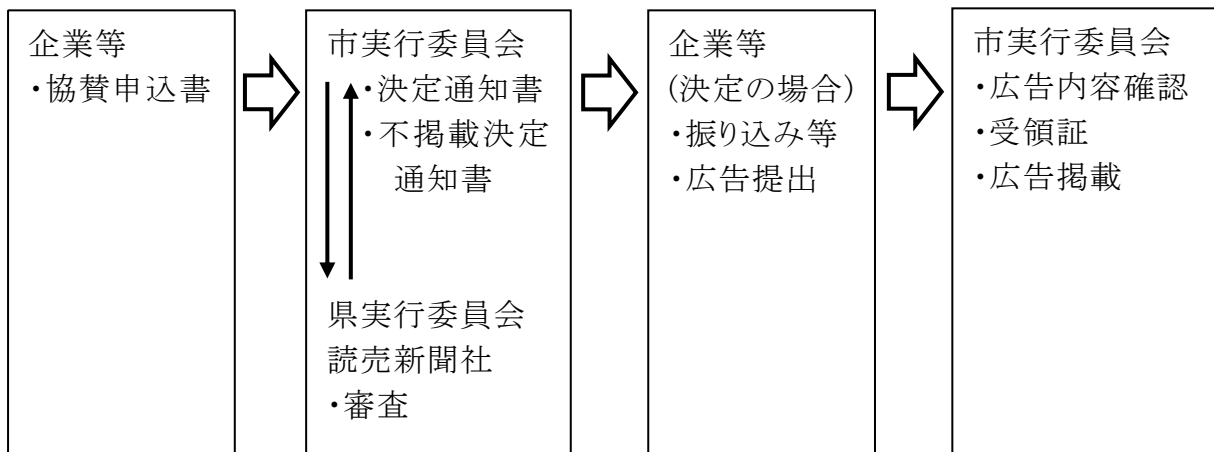 企業等
・協賛申込書
市実行委員会
・決定通知書
・不掲載決定
通知書
県実行委員会
読売新聞社
・審査
企業等
(決定の場合)
・振り込み等
・広告提出
市実行委員会
・広告内容確認
・受領証
・広告掲載